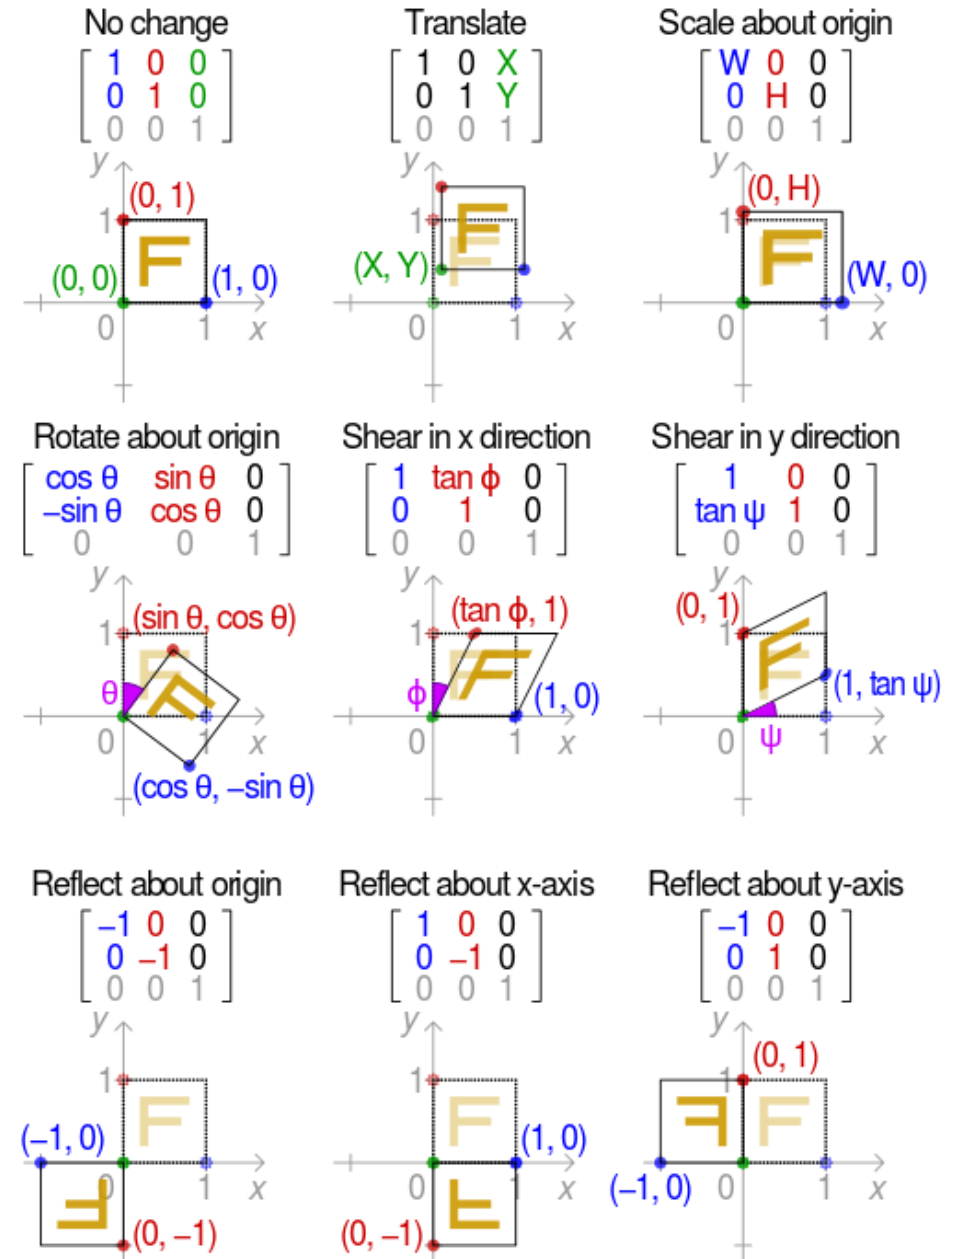 No change
1 0 0
0 1 0
0 0 1
y
(0, 1)
1
(0, 0)
(1, 0)
0
1
x
Translate
1 0 X
0 1 Y
0 0 1
y
1
F
F
(X, Y)
0
1
x
Scale about origin
W 0 0
0 H 0
0 0 1
y
(0, H)
1
F
F
(W, 0)
0
1
x
Rotate about origin
cos θ sin θ 0
−sin θ cos θ 0
0 0 1
y
(sin θ, cos θ)
1
F
F
θ
0
1
x
(cos θ, −sin θ)
Shear in x direction
1 tan ϕ 0
0 1 0
0 0 1
y
(tan ϕ, 1)
1
F
F
ϕ
(1, 0)
0
1
x
Shear in y direction
1 0 0
tan ψ 1 0
0 0 1
y
(0, 1)
1
F
F
(1, tan ψ)
0
ψ
1
x
Reflect about origin
−1 0 0
0 −1 0
0 0 1
y
1
F
(−1, 0)
0
1
x
F
(0, −1)
Reflect about x-axis
1 0 0
0 −1 0
0 0 1
y
1
F
(1, 0)
0
1
x
F
(0, −1)
Reflect about y-axis
−1 0 0
0 1 0
0 0 1
y
(0, 1)
1
F
F
(−1, 0)
0
1
x